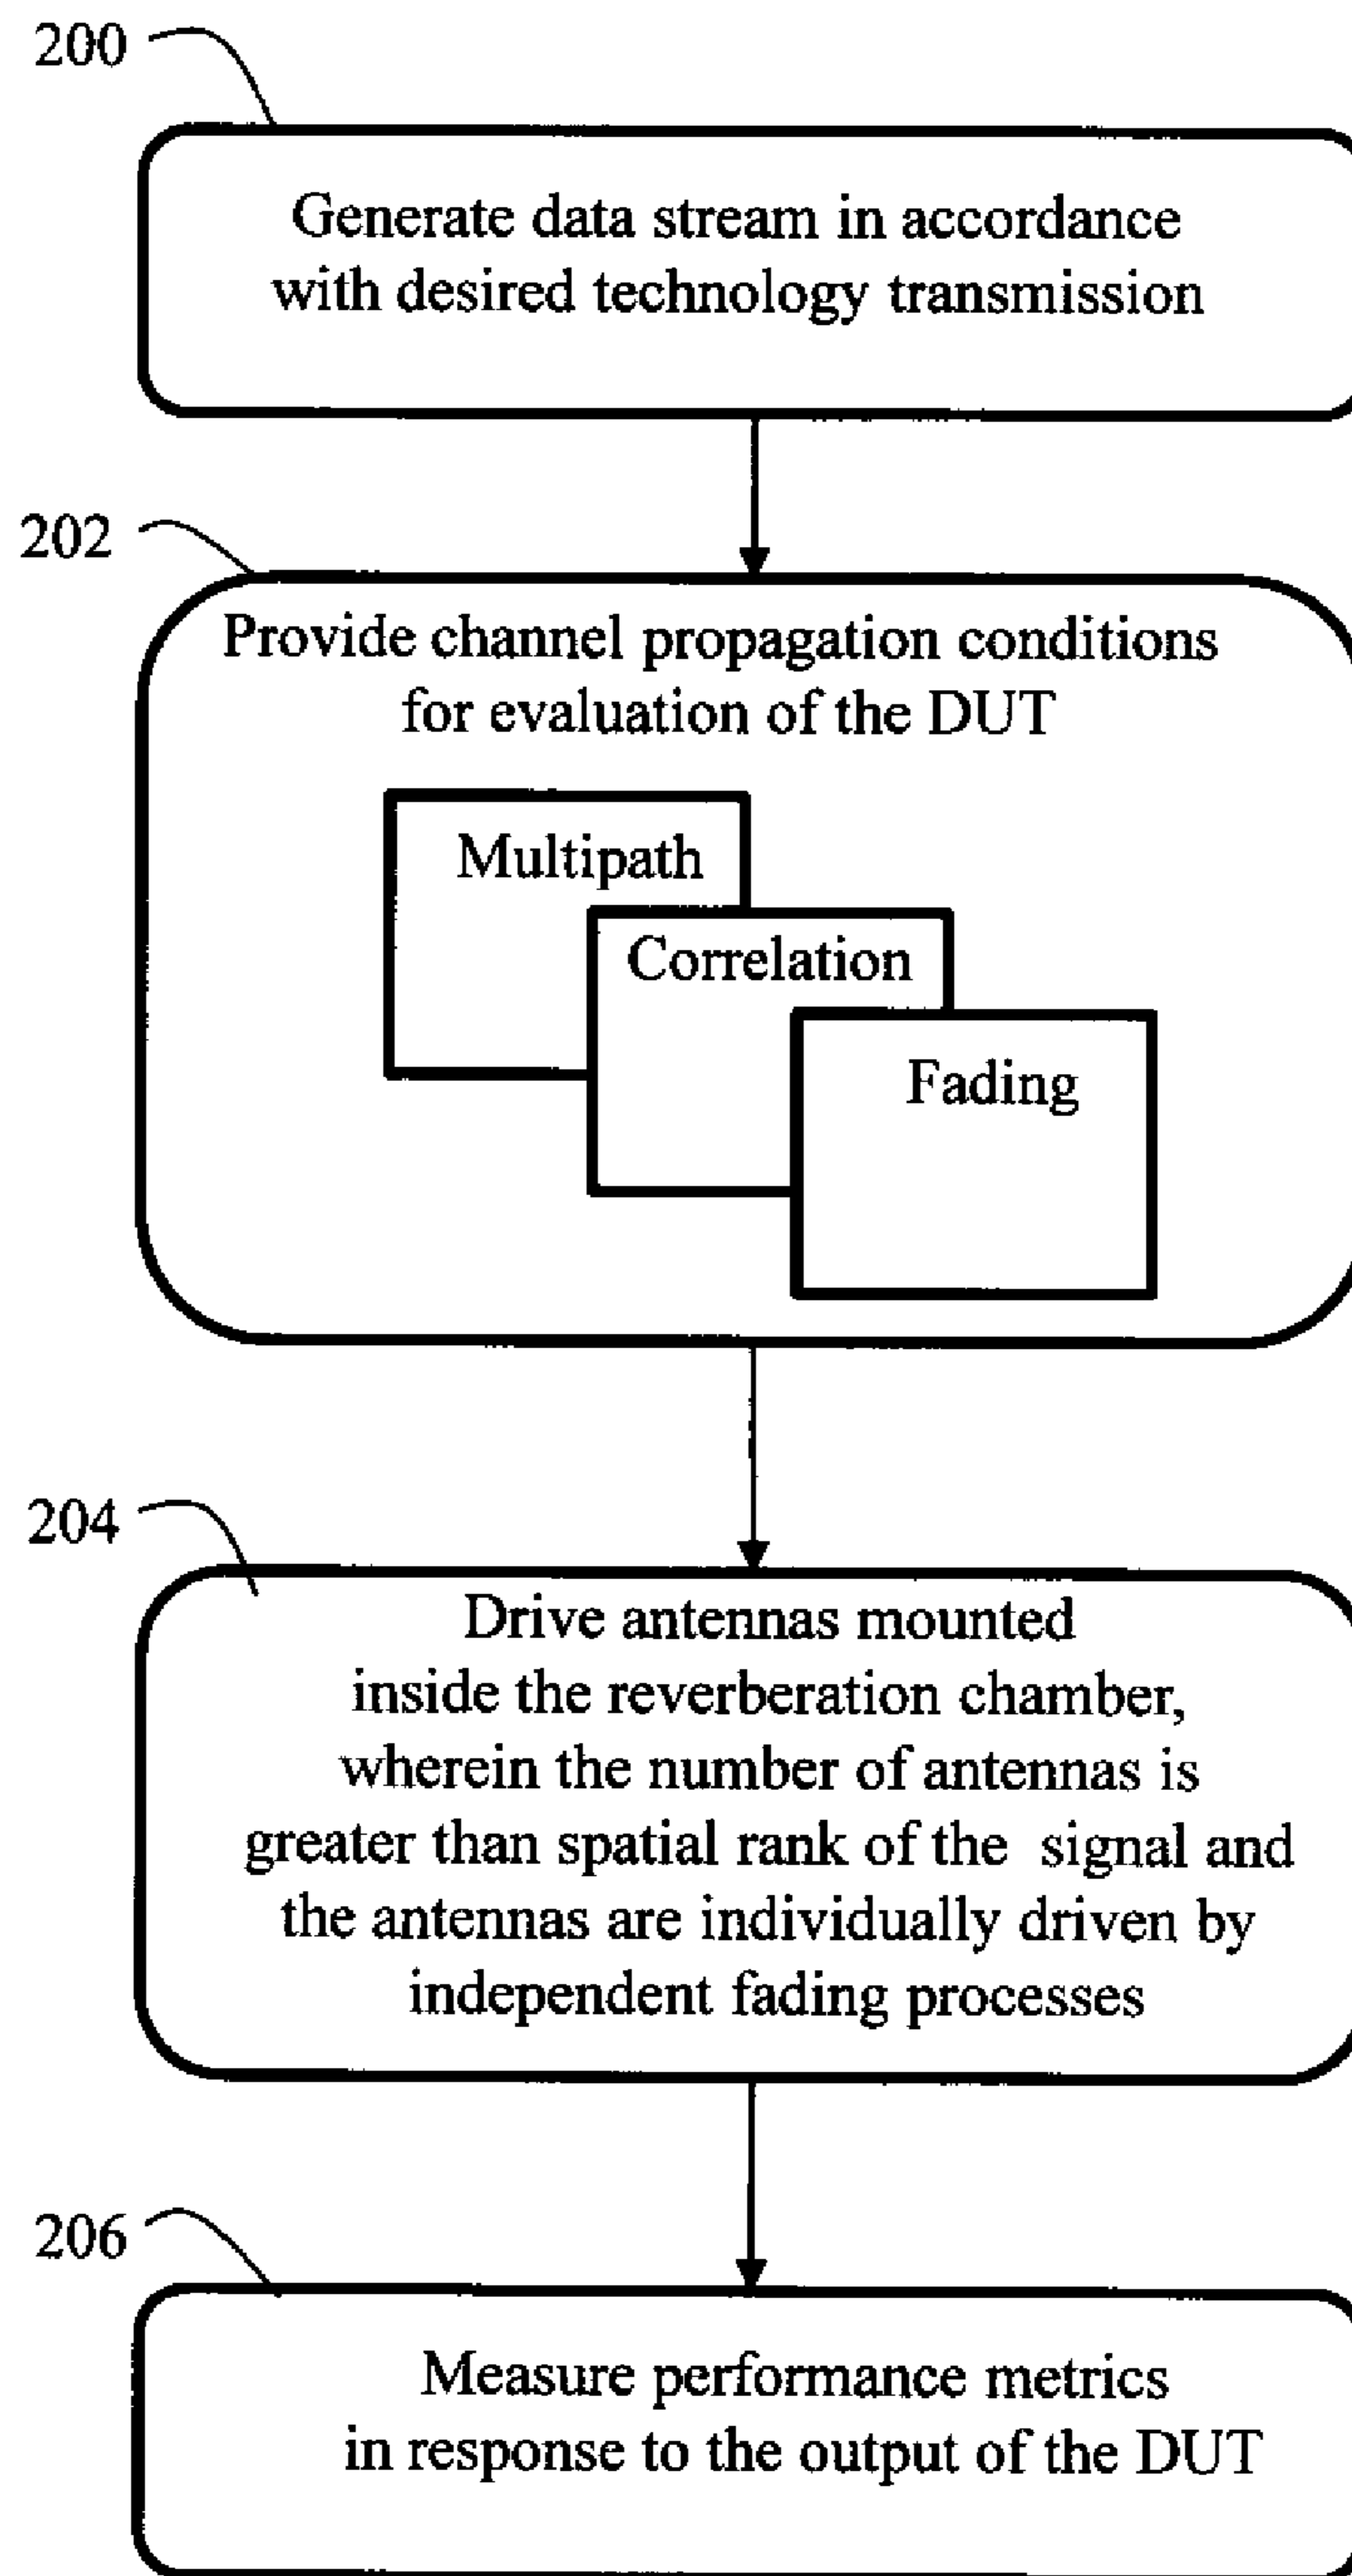 200
Generate data stream in accordance
with desired technology transmission
202
Provide channel propagation conditions
for evaluation of the DUT
Multipath
Correlation
Fading
204
Drive antennas mounted
inside the reverberation chamber,
wherein the number of antennas is
greater than spatial rank of the signal and
the antennas are individually driven by
independent fading processes
206
Measure performance metrics
in response to the output of the DUT